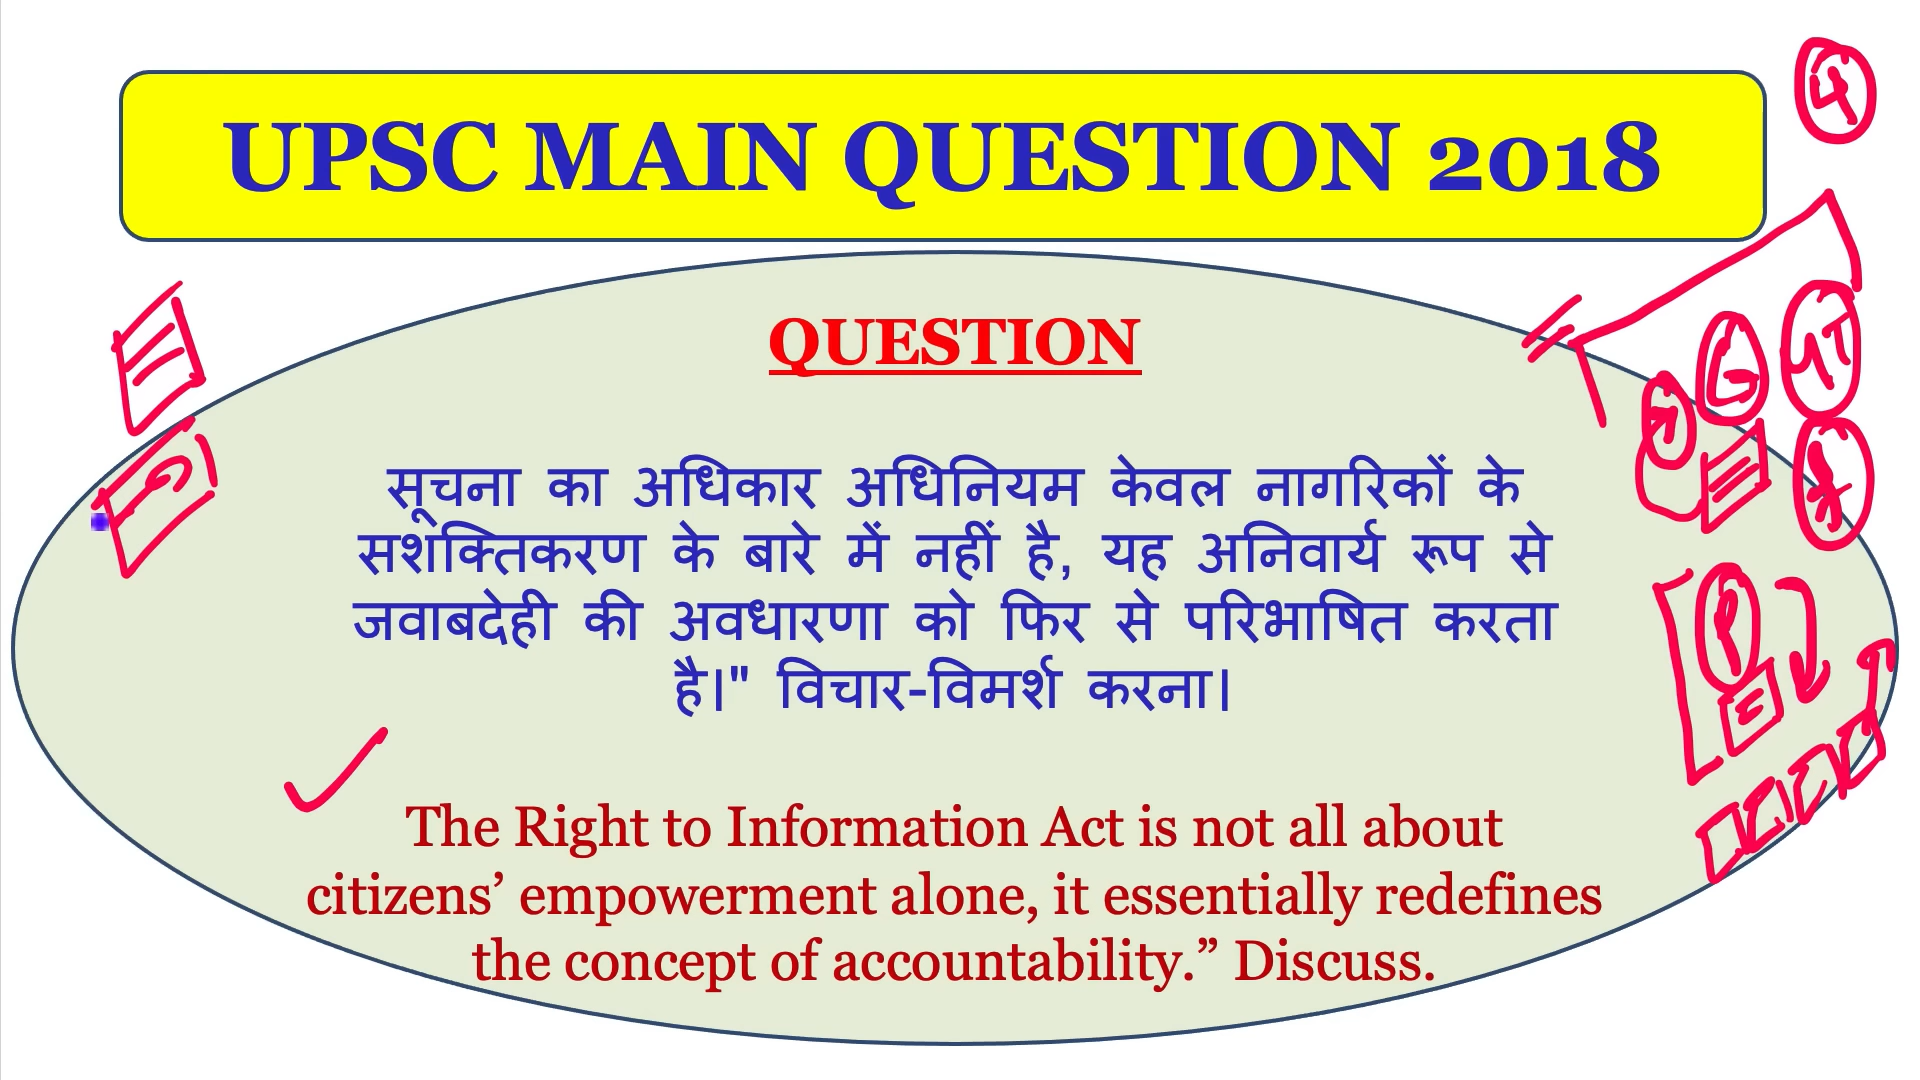 UPSC MAIN QUESTION 2018
QUESTION
सूचना का अधिकार अधिनियम केवल नागरिकों के
सशक्तिकरण के बारे में नहीं है, यह अनिवार्य रूप से
जवाबदेही की अवधारणा को फिर से परिभाषित करता
है।" विचार-विमर्श करना।
The Right to Information Act is not all about
citizens’ empowerment alone, it essentially redefines
the concept of accountability.” Discuss.